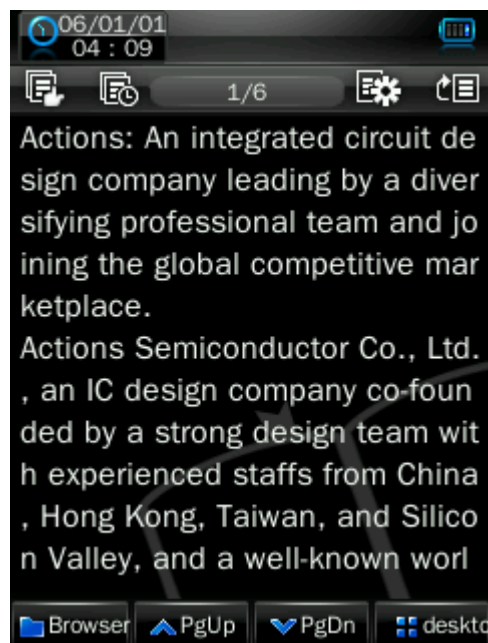 06/01/01
04 : 09
1/6
Actions: An integrated circuit de
sign company leading by a diver
sifying professional team and jo
ining the global competitive mar
ketplace.
Actions Semiconductor Co., Ltd.
, an IC design company co-foun
ded by a strong design team wit
h experienced staffs from China
, Hong Kong, Taiwan, and Silico
n Valley, and a well-known worl
Browser PgUp PgDn deskto